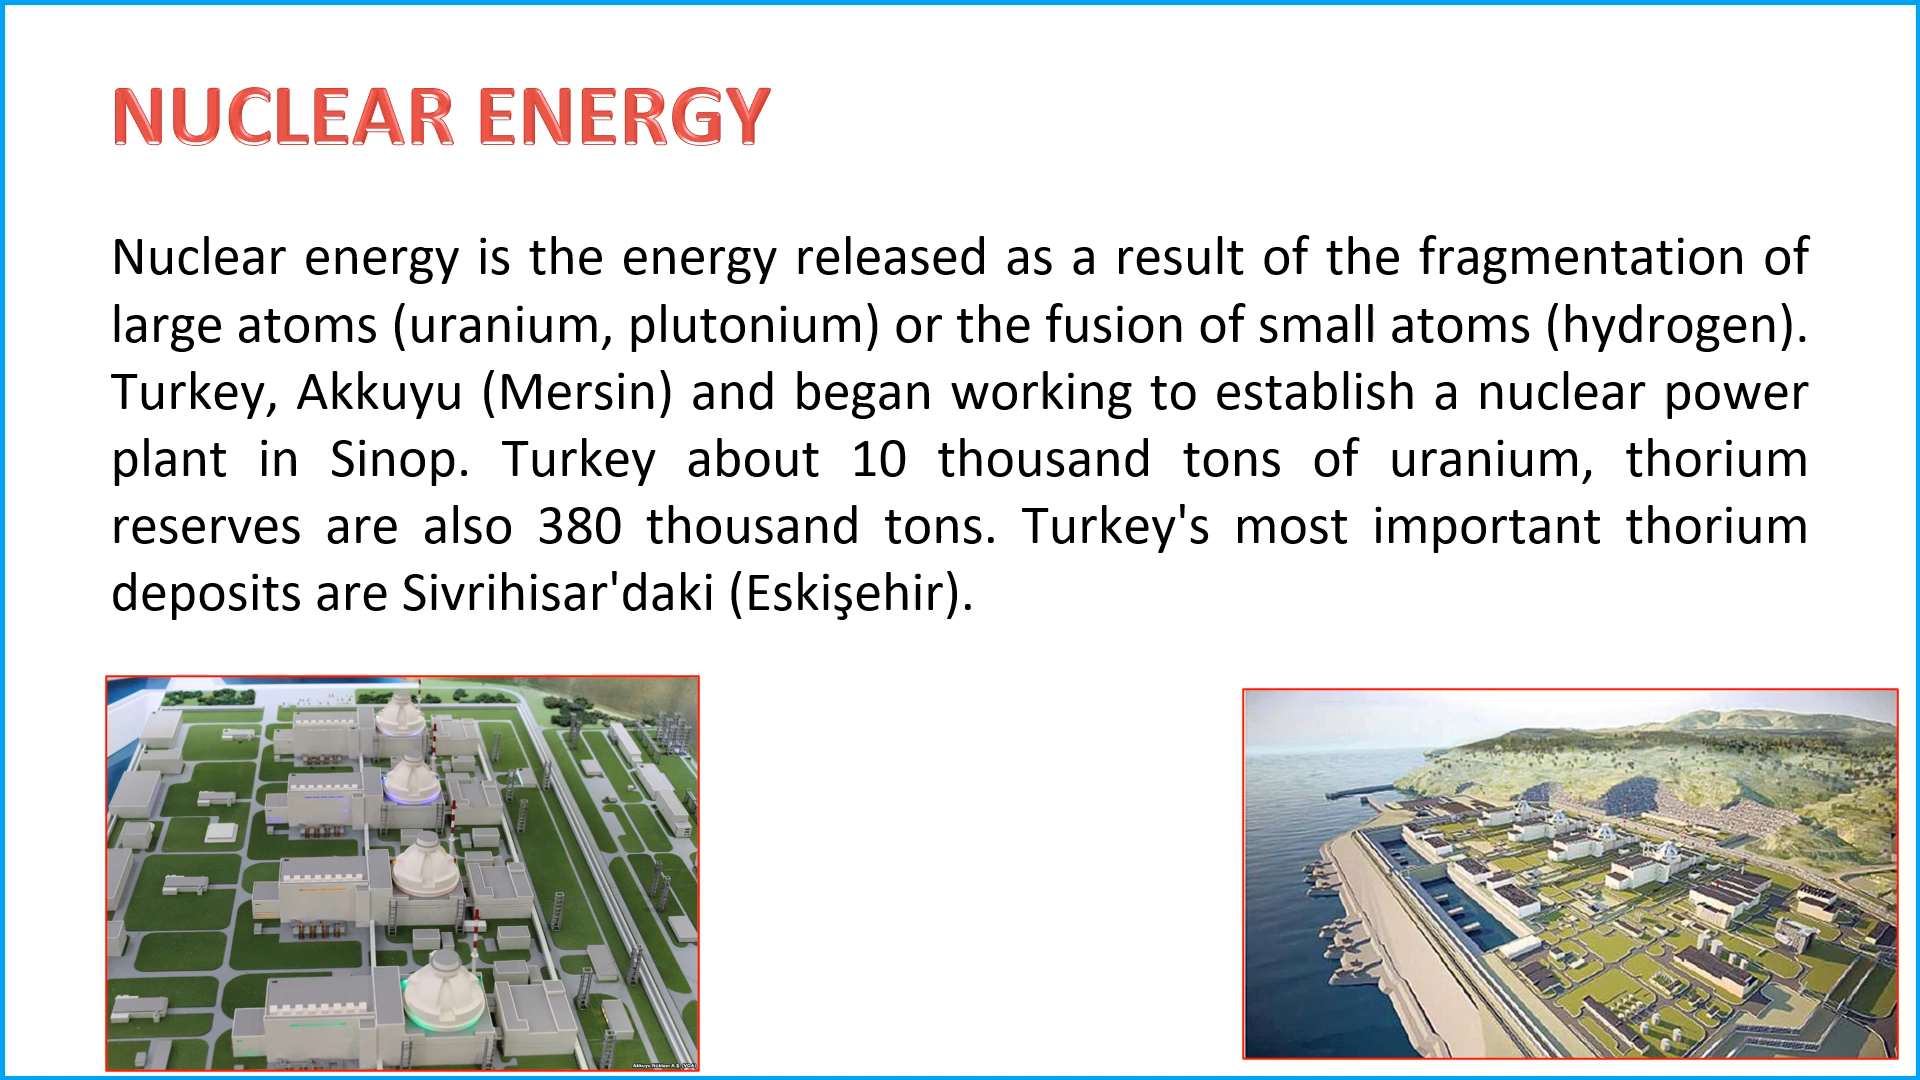 NUCLEAR ENERGY
Nuclear energy is the energy released as a result of the fragmentation of
large atoms (uranium, plutonium) or the fusion of small atoms (hydrogen).
Turkey, Akkuyu (Mersin) and began working to establish a nuclear power
plant in Sinop. Turkey about 10 thousand tons of uranium, thorium
reserves are also 380 thousand tons. Turkey's most important thorium
deposits are Sivrihisar'daki (Eskişehir).
Akkuyu Nükleer A.Ş. (VOA)